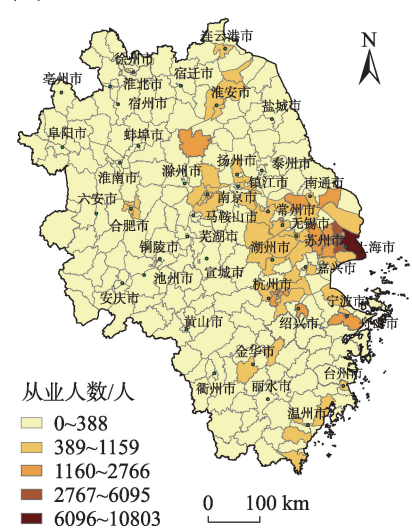 连云港市
N
徐州市
亳州市
淮北市
宿迁市
宿州市
淮安市
盐城市
阜阳市
蚌埠市
滁州市
扬州市
泰州市
淮南市
镇江市
南通市
六安市
南京市
常州市
合肥市
马鞍山市
无锡市
芜湖市
苏州市
上海市
铜陵市
湖州市
宣城市
嘉兴市
池州市
安庆市
杭州市
宁波市
黄山市
绍兴市
金华市
衢州市
丽水市
台州市
温州市
从业人数/人
0~388
389~1159
1160~2766
2767~6095
6096~10803
0 100 km